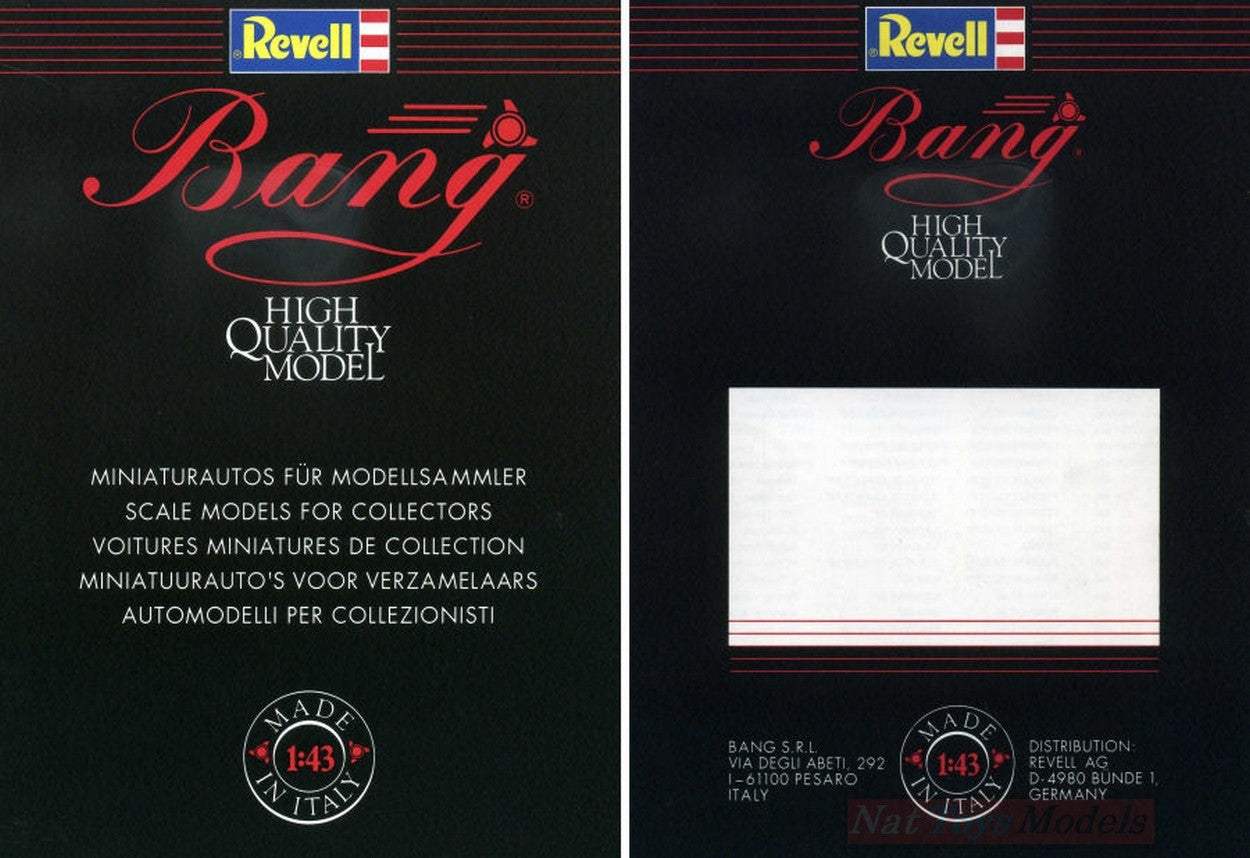 Revell
Bang®
HIGH
QUALITY
MODEL
MINIATURAUTOS FÜR MODELLSAMMLER
SCALE MODELS FOR COLLECTORS
VOITURES MINIATURES DE COLLECTION
MINIATUURAUTO'S VOOR VERZAMELAARS
AUTOMODELLI PER COLLEZIONISTI
MADE
1:43
IN ITALY
Revell
Bang®
HIGH
QUALITY
MODEL
BANG S.R.L.
VIA DEGLI ABETI, 292
I–61100 PESARO
ITALY
MADE
1:43
IN ITALY
DISTRIBUTION:
REVELL AG
D-4980 BÜNDE 1,
GERMANY
Nat Toys Models